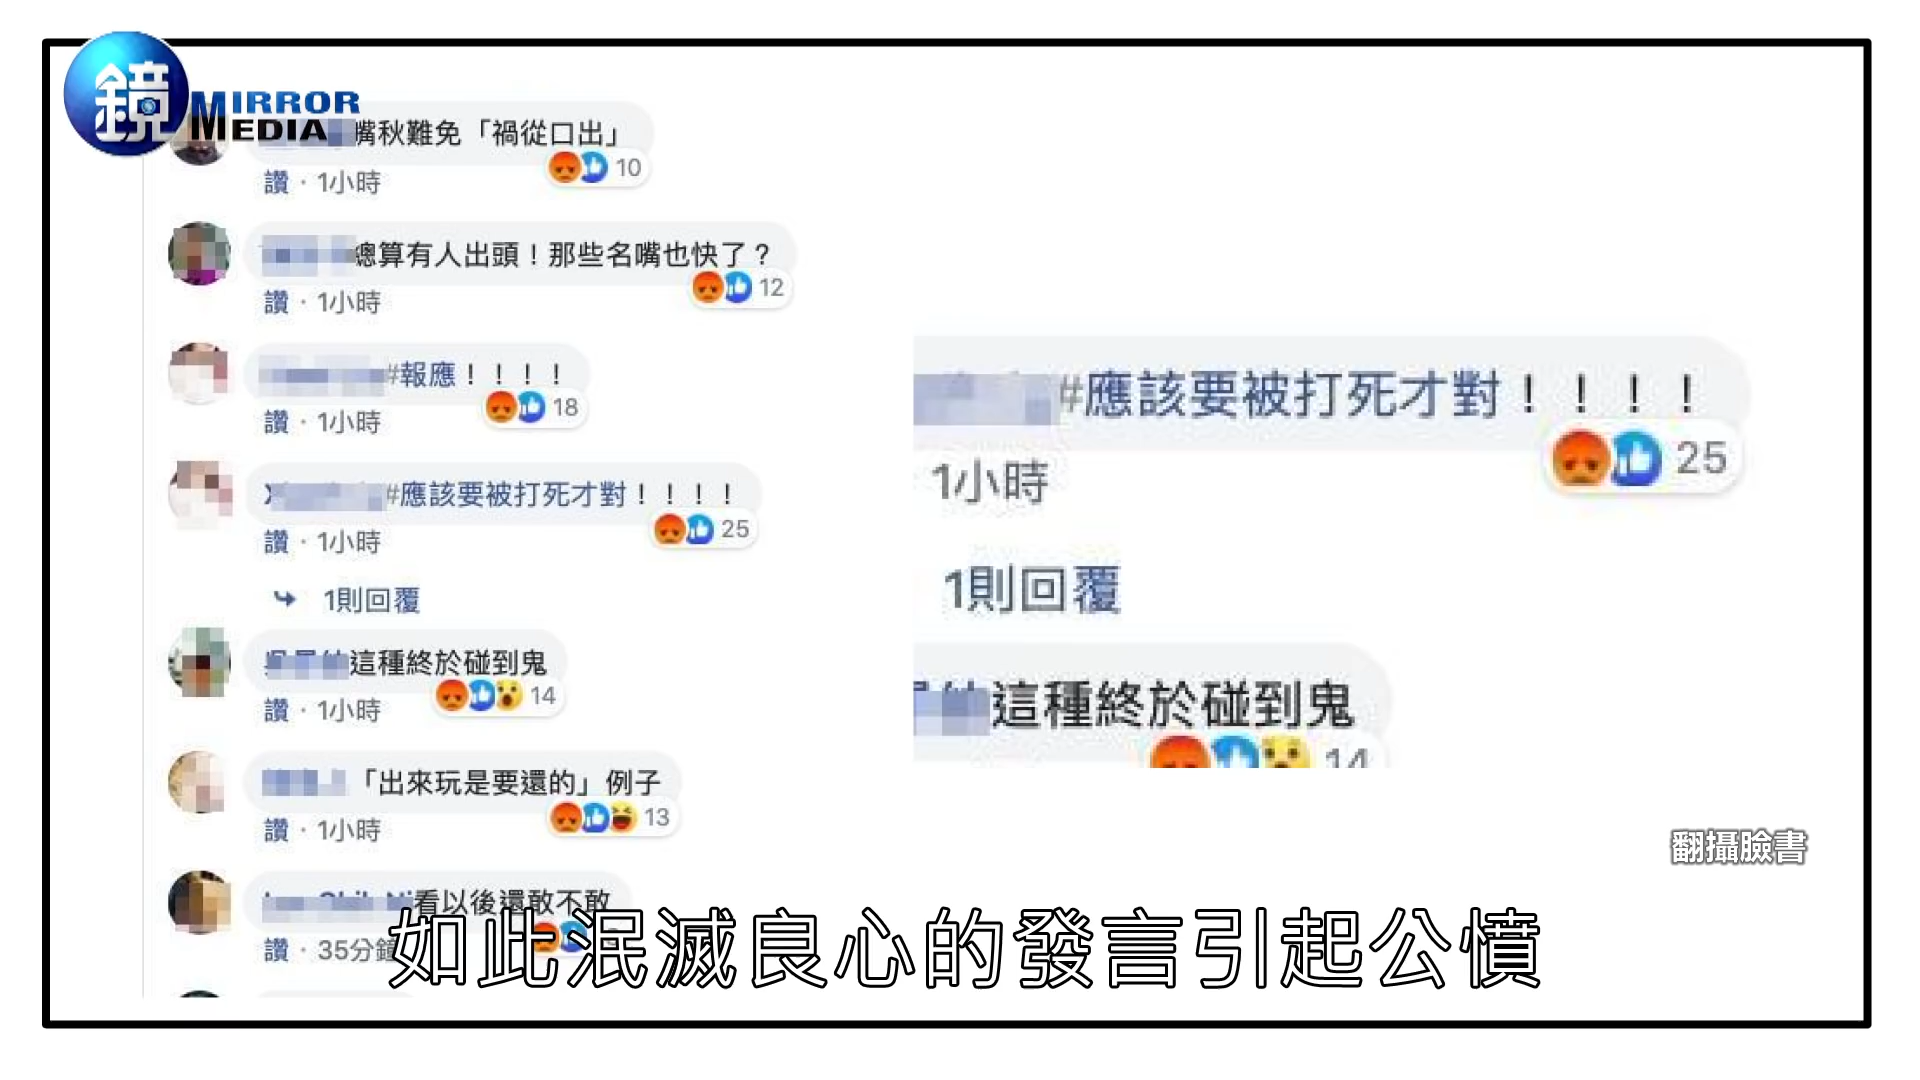 鏡 MIRROR MEDIA
嘴秋難免「禍從口出」
10
讚 · 1小時
總算有人出頭！那些名嘴也快了？
12
讚 · 1小時
#報應！！！！
18
讚 · 1小時
#應該要被打死才對！！！！
25
讚 · 1小時
1則回覆
這種終於碰到鬼
14
讚 · 1小時
「出來玩是要還的」例子
13
讚 · 1小時
看以後還敢不敢
讚 · 35分鐘
#應該要被打死才對！！！！
25
1小時
1則回覆
這種終於碰到鬼
14
翻攝臉書
如此泯滅良心的發言引起公憤